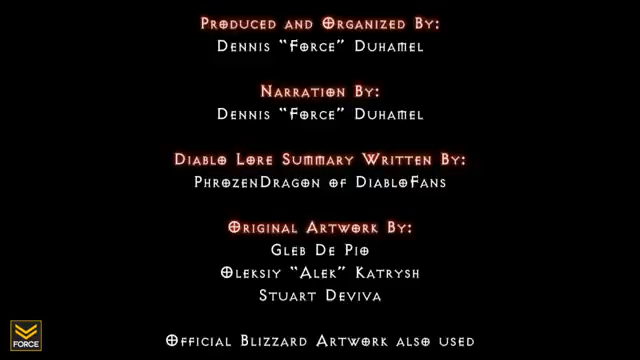 Produced and Organized By:
Dennis “Force” Duhamel
Narration By:
Dennis “Force” Duhamel
Diablo Lore Summary Written By:
PhrozenDragon of DiabloFans
Original Artwork By:
Gleb De Pio
Oleksiy “Alek” Katrysh
Stuart Deviva
Official Blizzard Artwork also used
FORCE